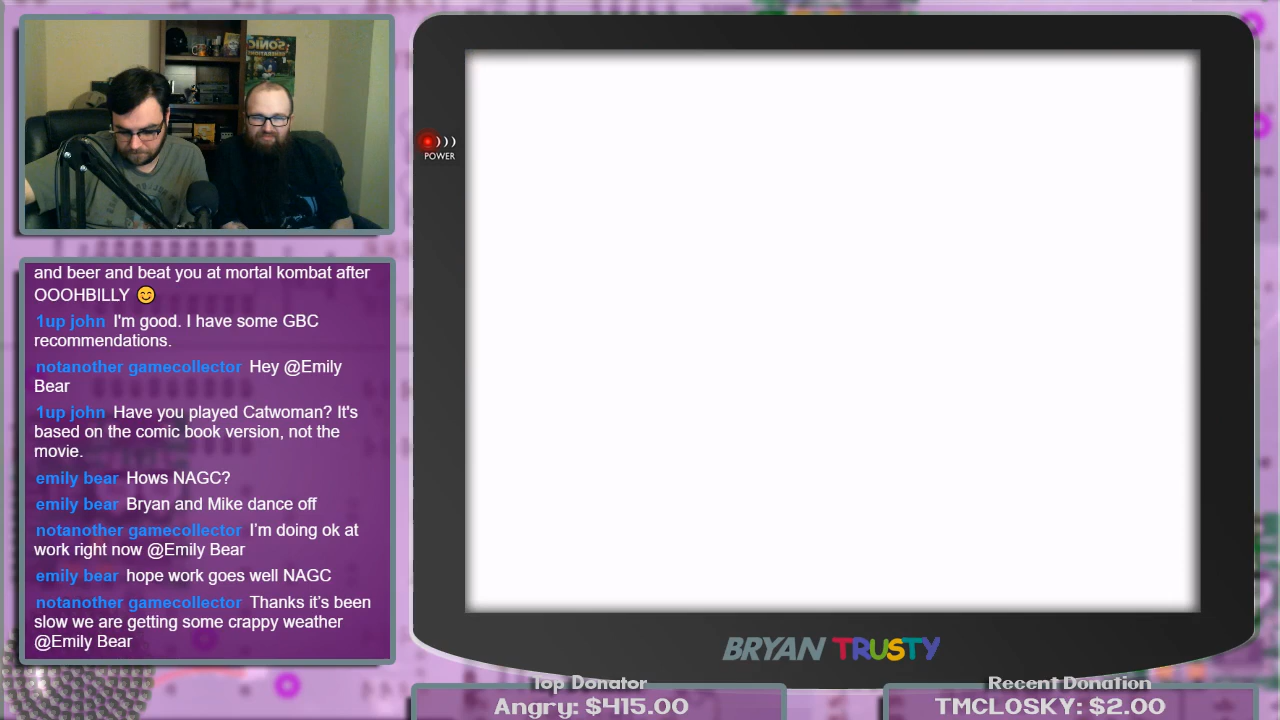 and beer and beat you at mortal kombat after
OOOHBILLY 😊
1up john I'm good. I have some GBC
recommendations.
notanother gamecollector Hey @Emily
Bear
1up john Have you played Catwoman? It's
based on the comic book version, not the
movie.
emily bear Hows NAGC?
emily bear Bryan and Mike dance off
notanother gamecollector I’m doing ok at
work right now @Emily Bear
emily bear hope work goes well NAGC
notanother gamecollector Thanks it’s been
slow we are getting some crappy weather
@Emily Bear
POWER
BRYAN TRUSTY
Top Donator
Angry: $415.00
Recent Donation
TMCLOSKY: $2.00